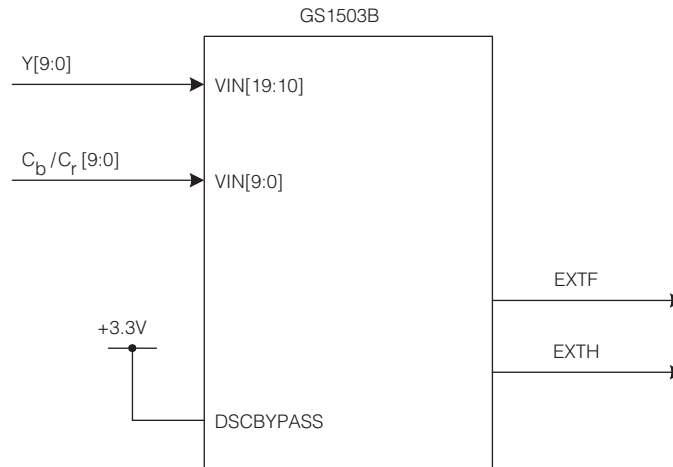 GS1503B
Y[9:0]
VIN[19:10]
Cb/Cr[9:0]
VIN[9:0]
EXTF
+3.3V
EXTH
DSCBYPASS